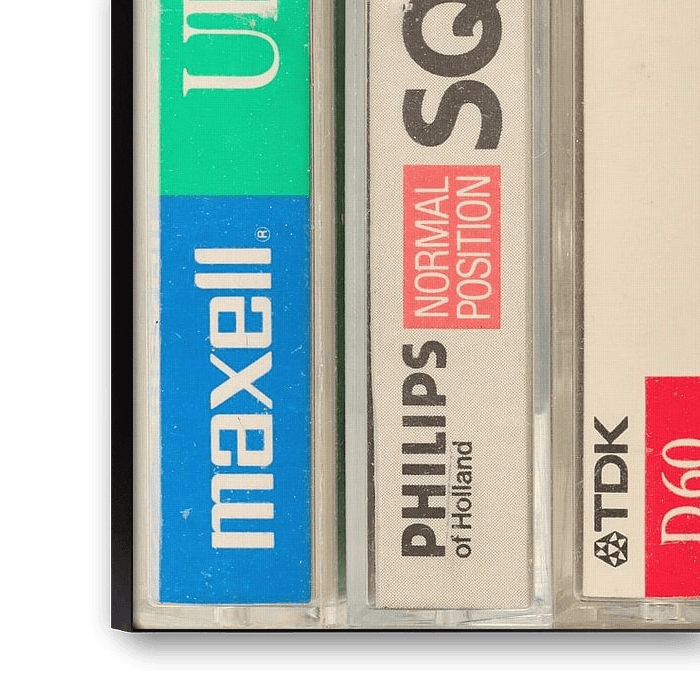 maxell®
PHILIPS
of Holland
NORMAL
POSITION
SQ
TDK
D60